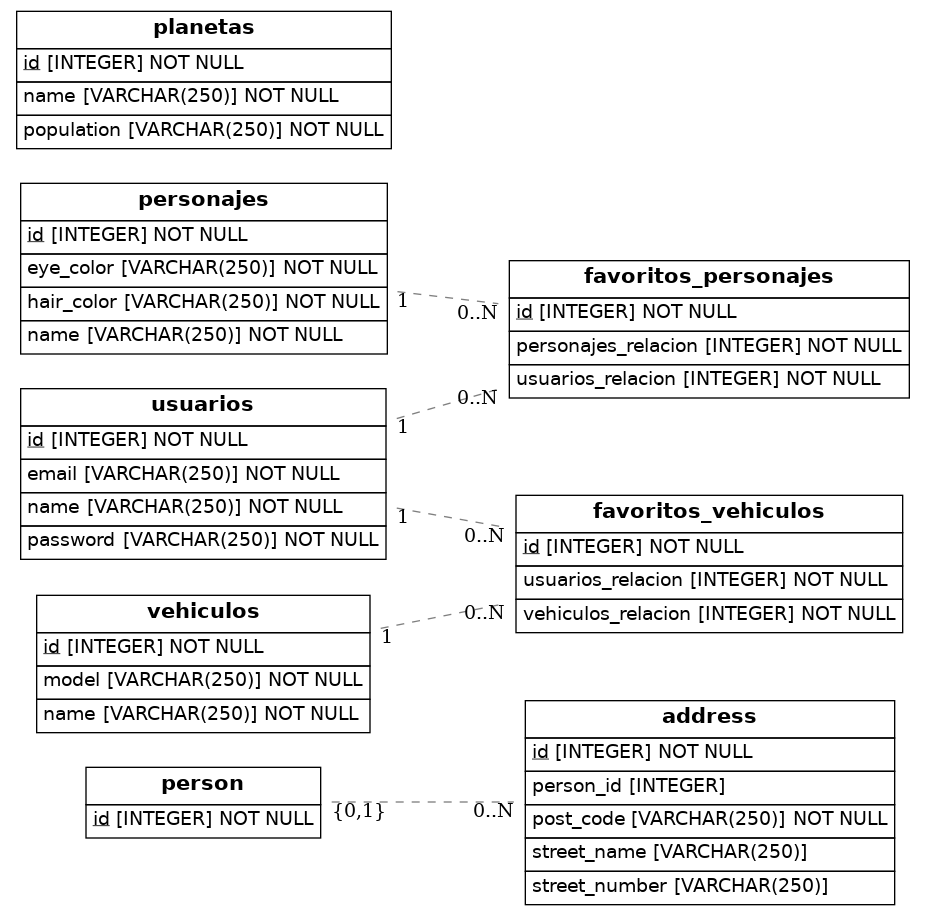 planetas
id [INTEGER] NOT NULL
name [VARCHAR(250)] NOT NULL
population [VARCHAR(250)] NOT NULL
personajes
id [INTEGER] NOT NULL
eye_color [VARCHAR(250)] NOT NULL
hair_color [VARCHAR(250)] NOT NULL
name [VARCHAR(250)] NOT NULL
1
0..N
favoritos_personajes
id [INTEGER] NOT NULL
personajes_relacion [INTEGER] NOT NULL
usuarios_relacion [INTEGER] NOT NULL
usuarios
id [INTEGER] NOT NULL
email [VARCHAR(250)] NOT NULL
name [VARCHAR(250)] NOT NULL
password [VARCHAR(250)] NOT NULL
1
0..N
1
0..N
favoritos_vehiculos
id [INTEGER] NOT NULL
usuarios_relacion [INTEGER] NOT NULL
vehiculos_relacion [INTEGER] NOT NULL
vehiculos
id [INTEGER] NOT NULL
model [VARCHAR(250)] NOT NULL
name [VARCHAR(250)] NOT NULL
1
0..N
address
id [INTEGER] NOT NULL
person_id [INTEGER]
post_code [VARCHAR(250)] NOT NULL
street_name [VARCHAR(250)]
street_number [VARCHAR(250)]
person
id [INTEGER] NOT NULL
{0,1}
0..N